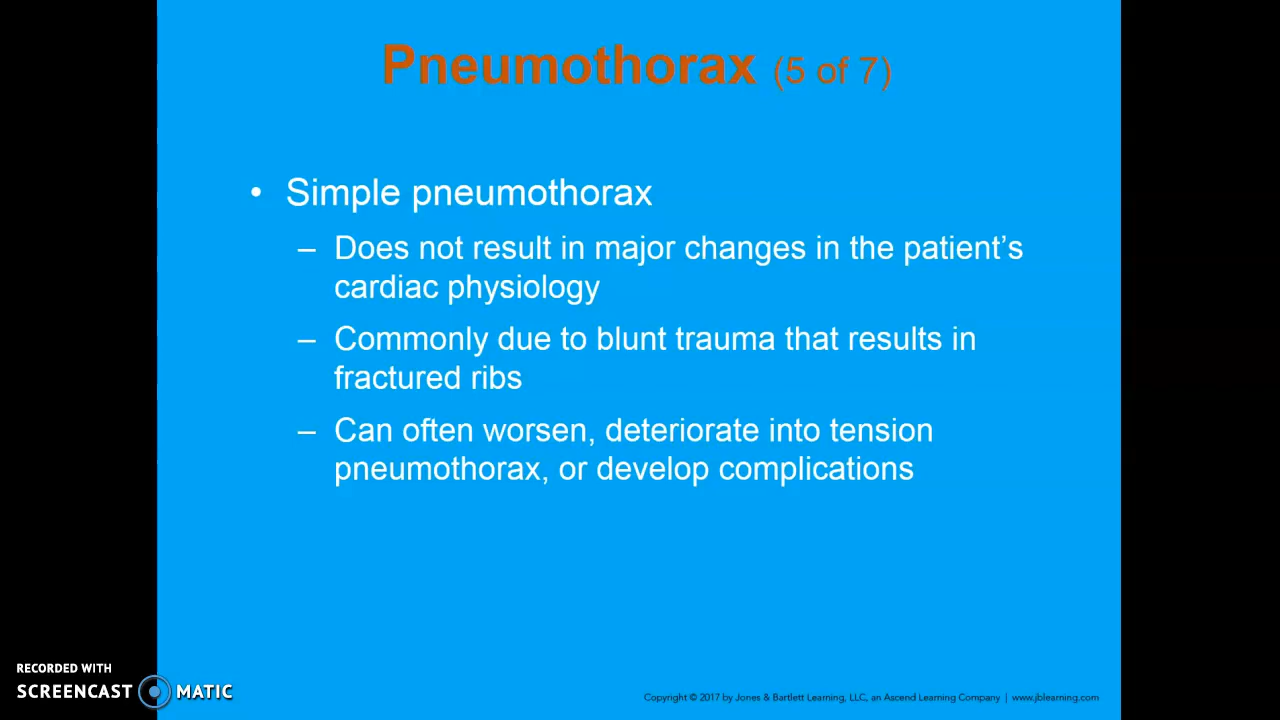 Pneumothorax (5 of 7)
• Simple pneumothorax
– Does not result in major changes in the patient’s
cardiac physiology
– Commonly due to blunt trauma that results in
fractured ribs
– Can often worsen, deteriorate into tension
pneumothorax, or develop complications
RECORDED WITH
SCREENCAST MATIC
Copyright © 2017 by Jones & Bartlett Learning, LLC, an Ascend Learning Company | www.jblearning.com